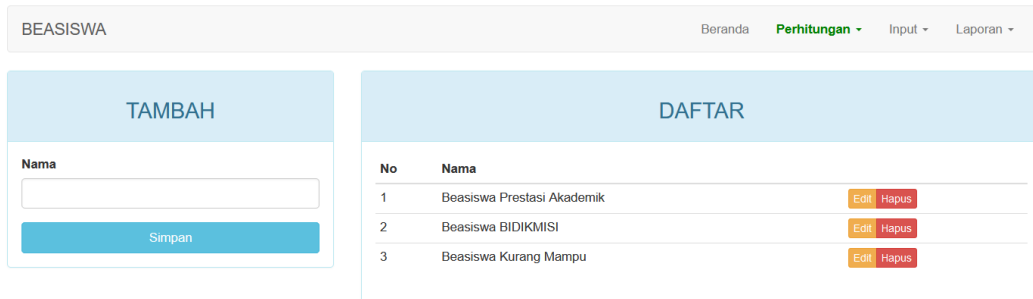 BEASISWA Beranda Perhitungan Input Laporan
TAMBAH
Nama
Simpan
DAFTAR
No Nama
1 Beasiswa Prestasi Akademik Edit Hapus
2 Beasiswa BIDIKMISI Edit Hapus
3 Beasiswa Kurang Mampu Edit Hapus